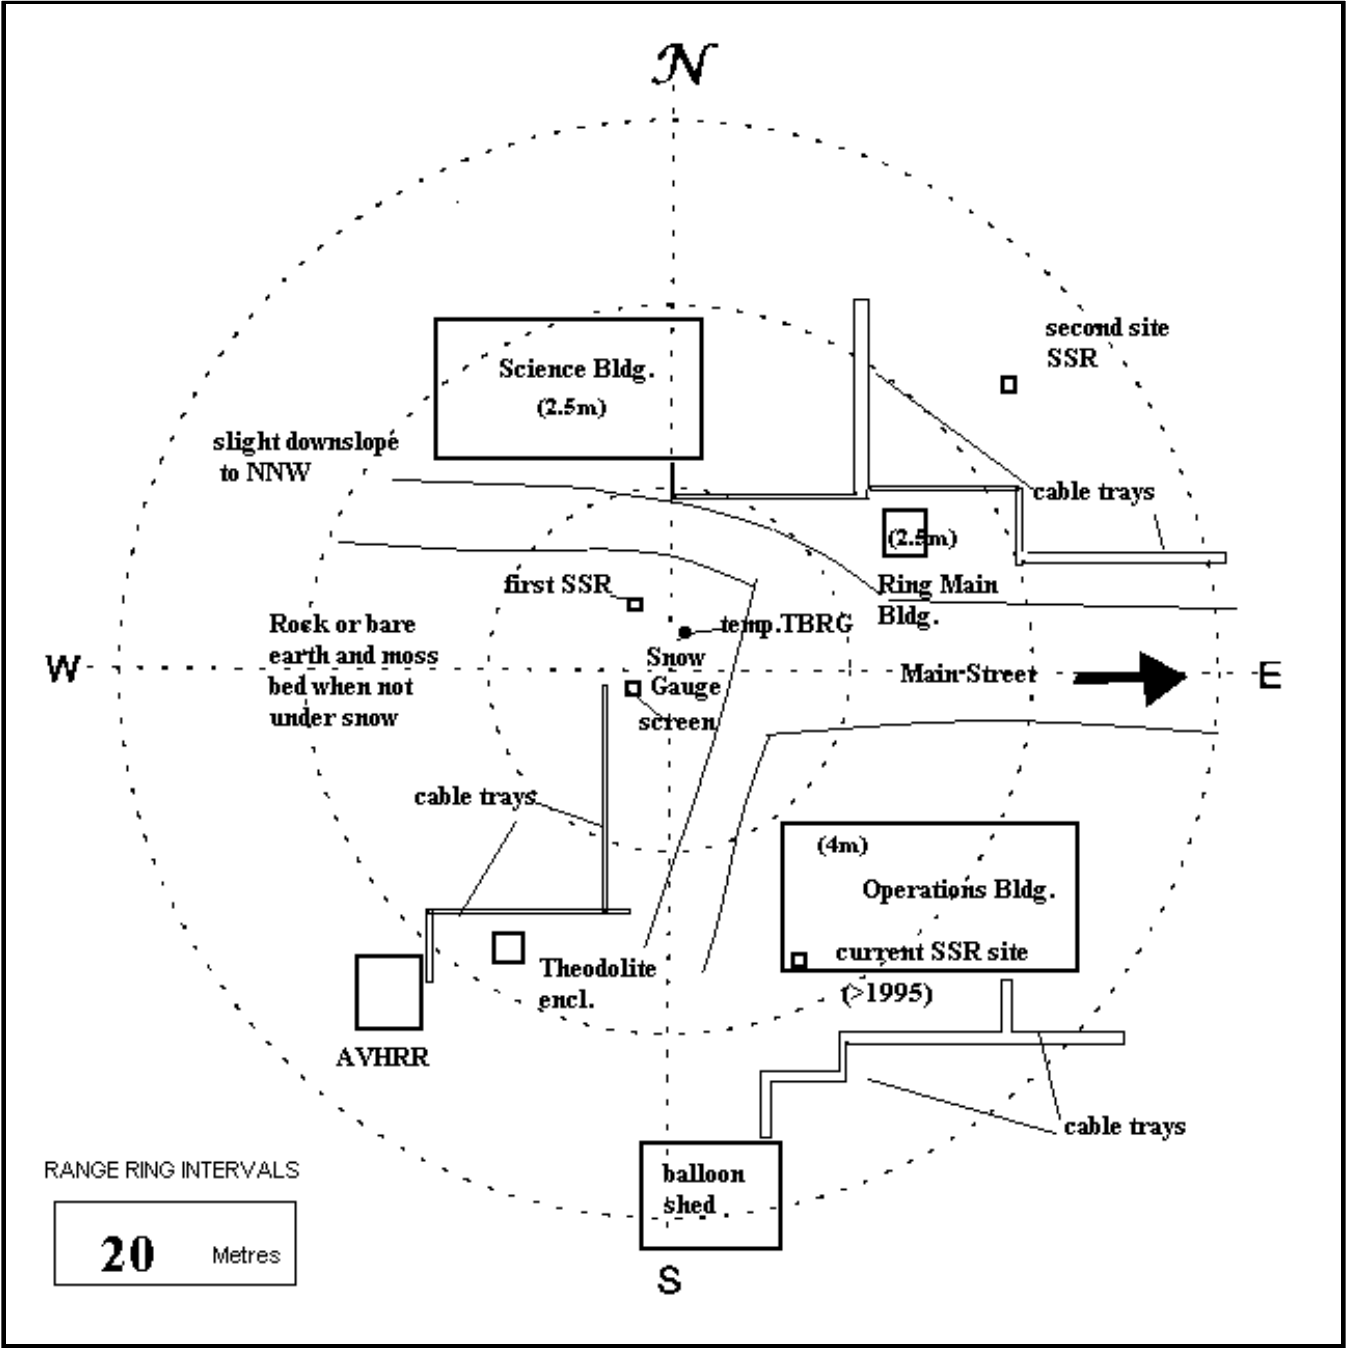 N
second site
SSR
Science Bldg.
(2.5m)
slight downslope
to NNW
cable trays
(2.5m)
first SSR
Ring Main
Bldg.
temp.TBRG
Rock or bare
earth and moss
bed when not
under snow
Snow
Gauge
screen
W
Main Street
E
cable trays
(4m)
Operations Bldg.
current SSR site
(>1995)
Theodolite
encl.
AVHRR
cable trays
balloon
shed
RANGE RING INTERVALS
20 Metres
S